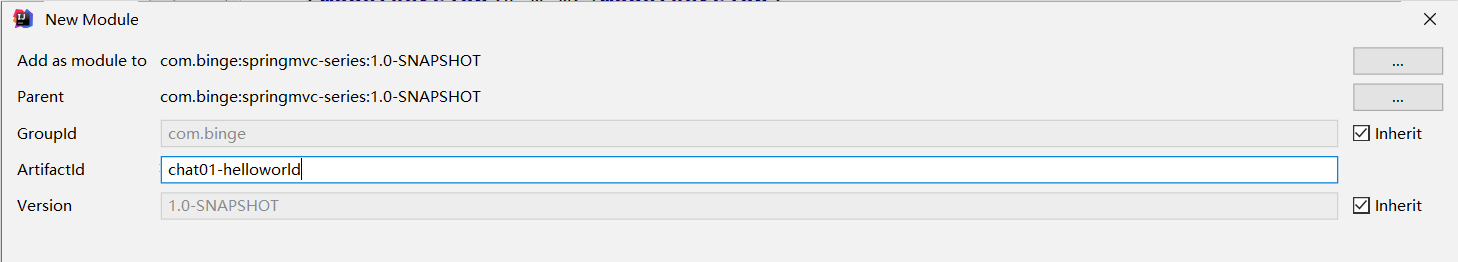 New Module
Add as module to com.binge:springmvc-series:1.0-SNAPSHOT ...
Parent com.binge:springmvc-series:1.0-SNAPSHOT ...
GroupId com.binge Inherit
ArtifactId chat01-helloworld
Version 1.0-SNAPSHOT Inherit